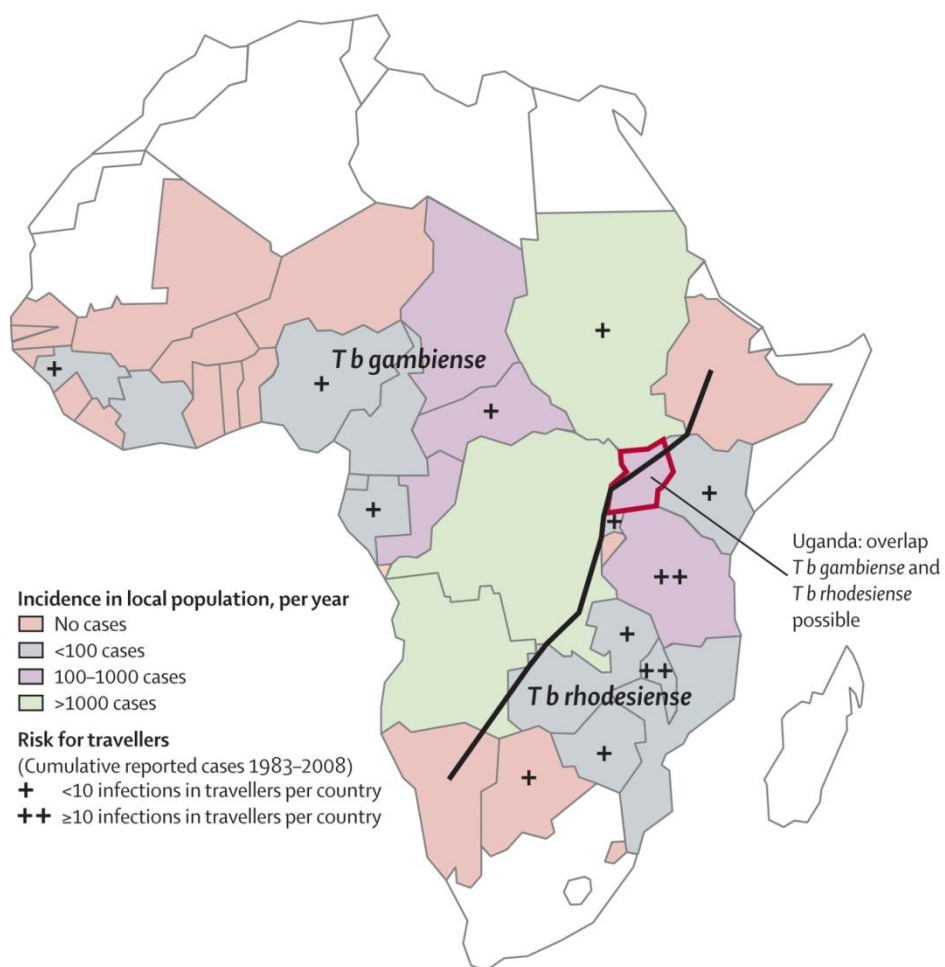 T b gambiense
T b rhodesiense
Uganda: overlap
T b gambiense and
T b rhodesiense
possible
Incidence in local population, per year
No cases
<100 cases
100–1000 cases
>1000 cases
Risk for travellers
(Cumulative reported cases 1983–2008)
+ <10 infections in travellers per country
++ ≥10 infections in travellers per country
+
+
+
+
+
+
+
++
+
++
+
+